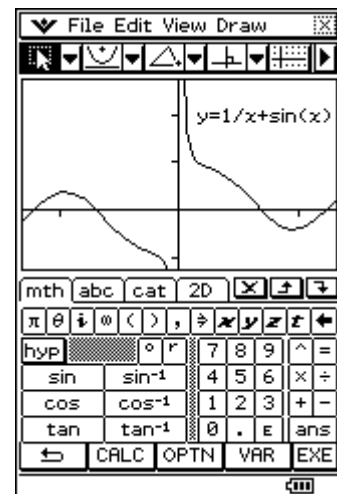 File Edit View Draw
y=1/x+sin(x)
mth abc cat 2D
π θ i ∞ ( ) , ⇒ x y z t ←
hyp ° r 7 8 9 ^ =
sin sin⁻¹ 4 5 6 × ÷
cos cos⁻¹ 1 2 3 + −
tan tan⁻¹ 0 . E ans
CALC OPTN VAR EXE